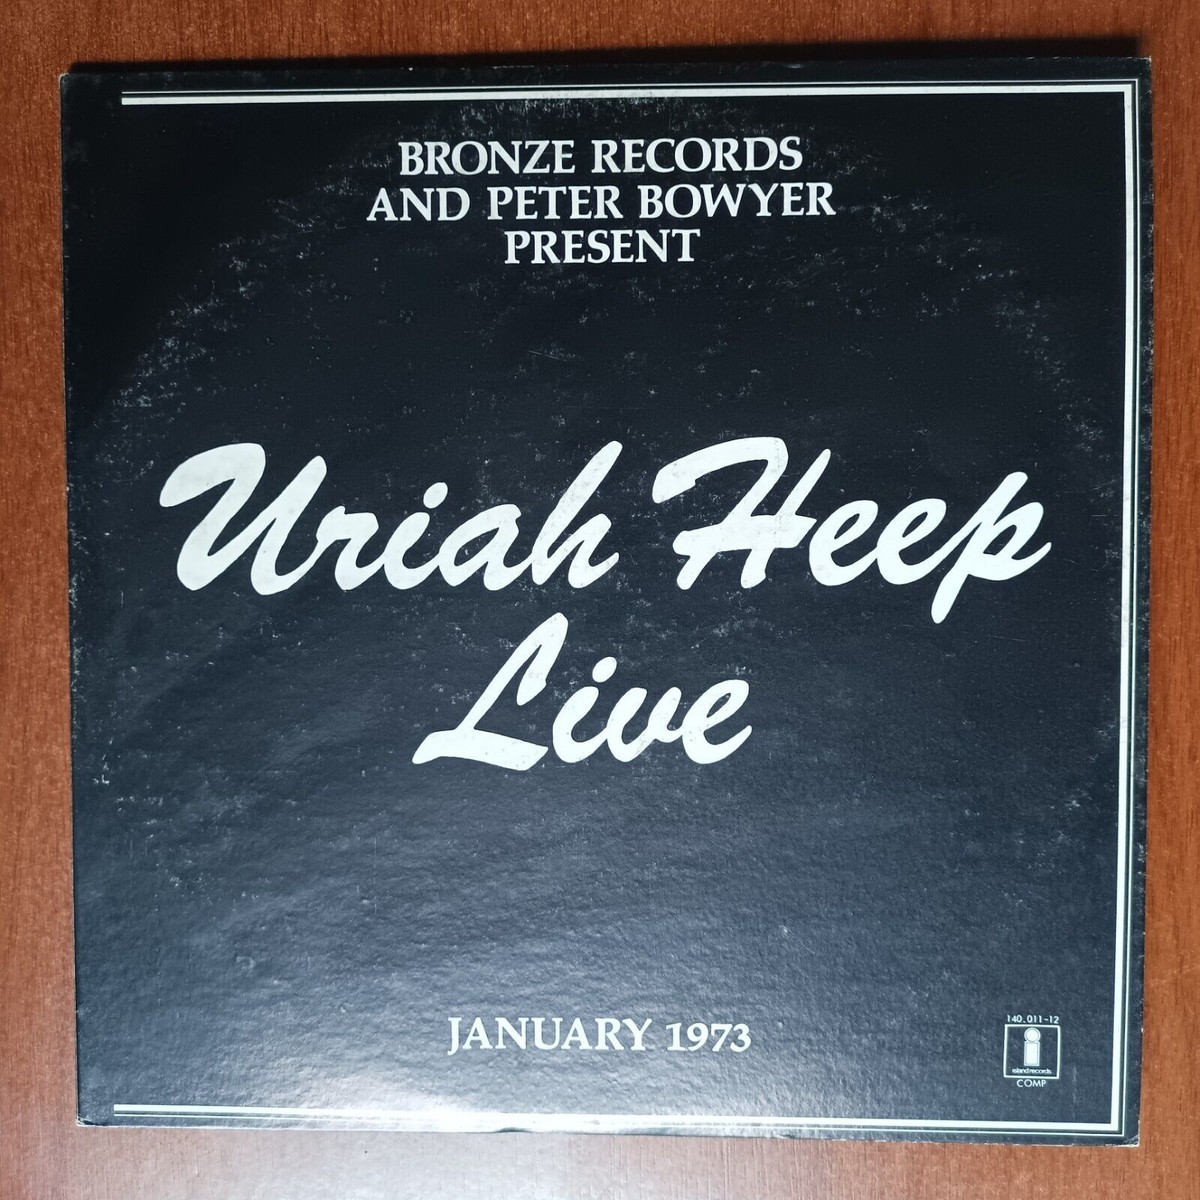 BRONZE RECORDS
AND PETER BOWYER
PRESENT
Uriah Heep
Live
JANUARY 1973
140.011-12
island records
COMP